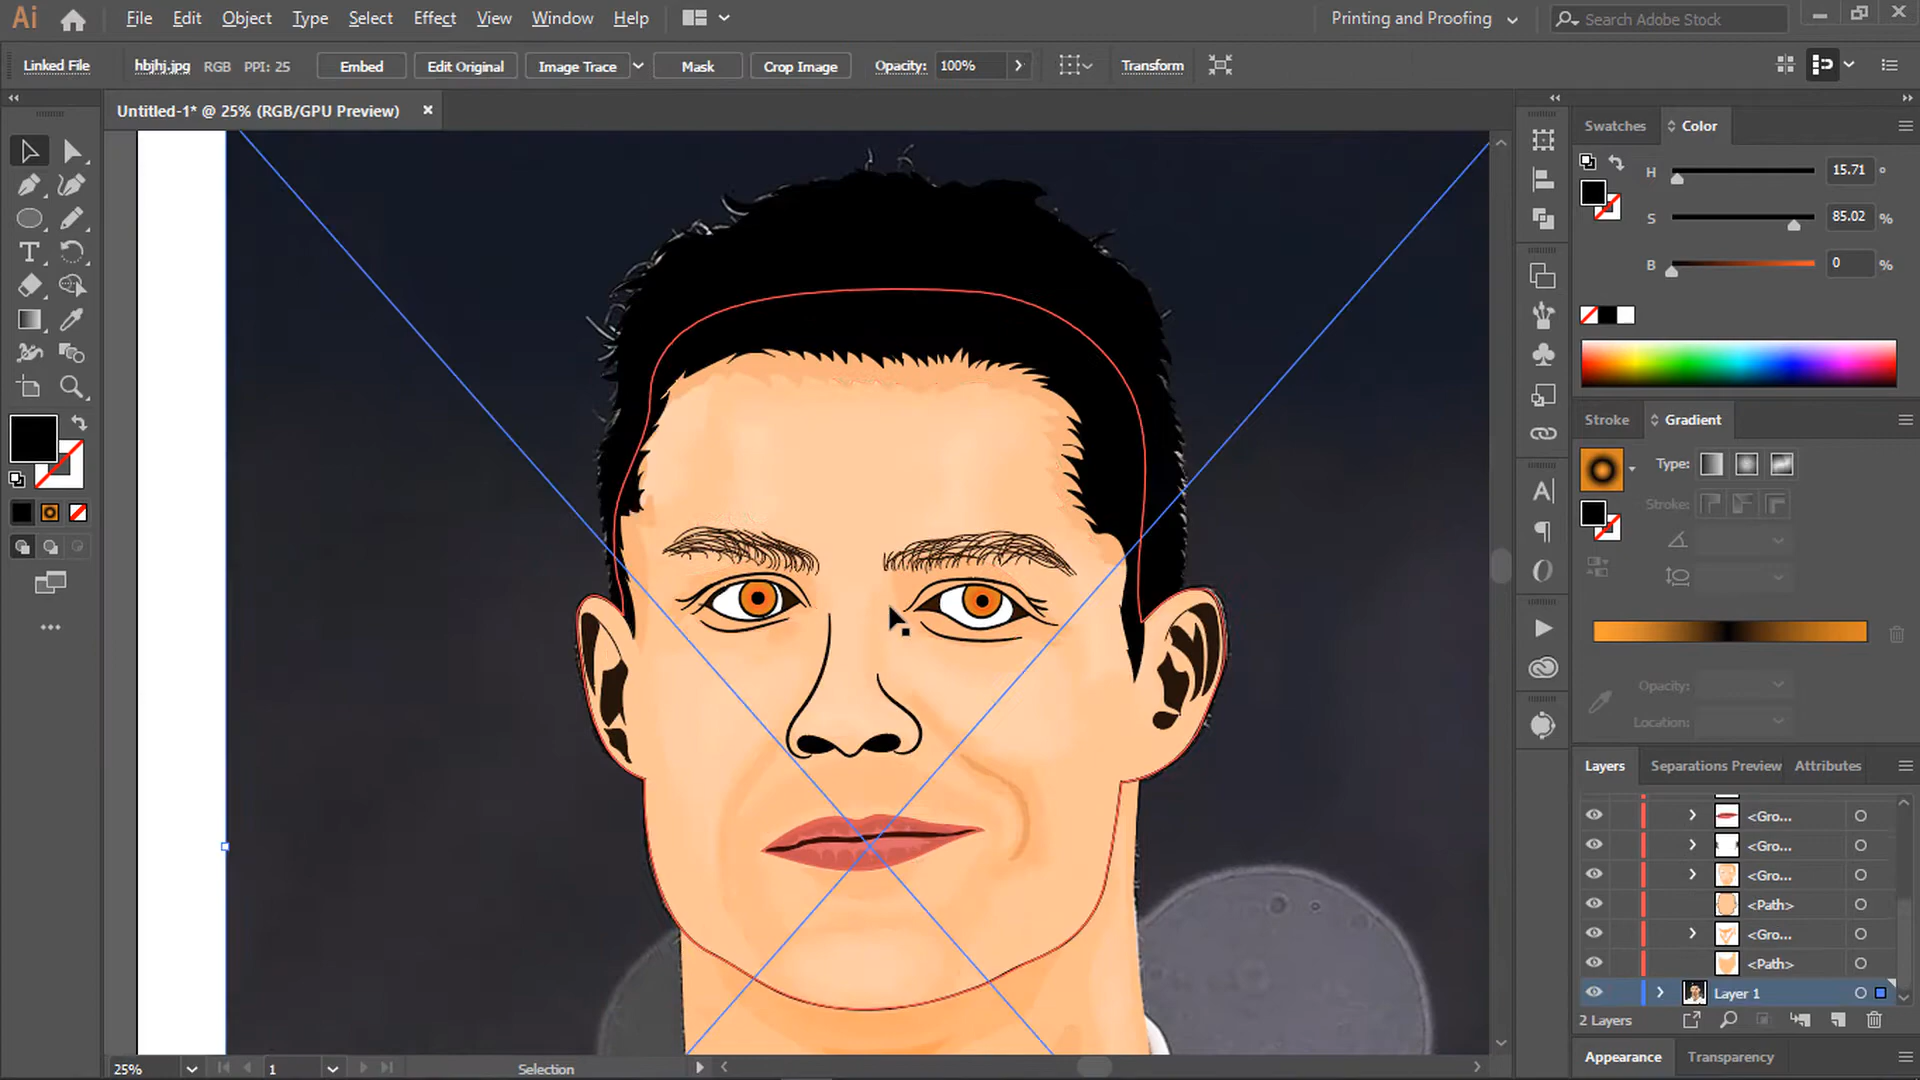 Ai File Edit Object Type Select Effect View Window Help Printing and Proofing Search Adobe Stock
Linked File hbjhj.jpg RGB PPI: 25 Embed Edit Original Image Trace Mask Crop Image Opacity: 100% Transform
Untitled-1* @ 25% (RGB/GPU Preview)
Swatches Color
H 15.71 °
S 85.02 %
B 0 %
Stroke Gradient
Type:
Stroke:
Opacity:
Location:
Layers Separations Preview Attributes
<Gro...
<Gro...
<Gro...
<Path>
<Gro...
<Path>
Layer 1
2 Layers
Appearance Transparency
25% 1 Selection